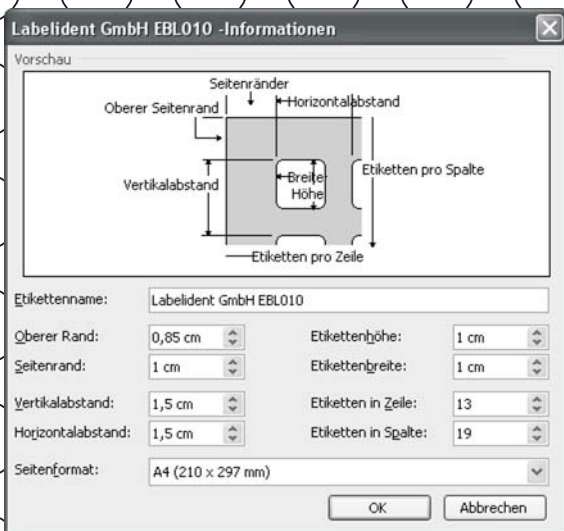 Labelident GmbH EBL010 -Informationen
Vorschau
Seitenränder
Oberer Seitenrand
Horizontalabstand
Vertikalabstand
Breite
Höhe
Etiketten pro Spalte
Etiketten pro Zeile
Etikettenname: Labelident GmbH EBL010
Oberer Rand: 0,85 cm Etikettenhöhe: 1 cm
Seitenrand: 1 cm Etikettenbreite: 1 cm
Vertikalabstand: 1,5 cm Etiketten in Zeile: 13
Horizontalabstand: 1,5 cm Etiketten in Spalte: 19
Seitenformat: A4 (210 x 297 mm)
OK Abbrechen